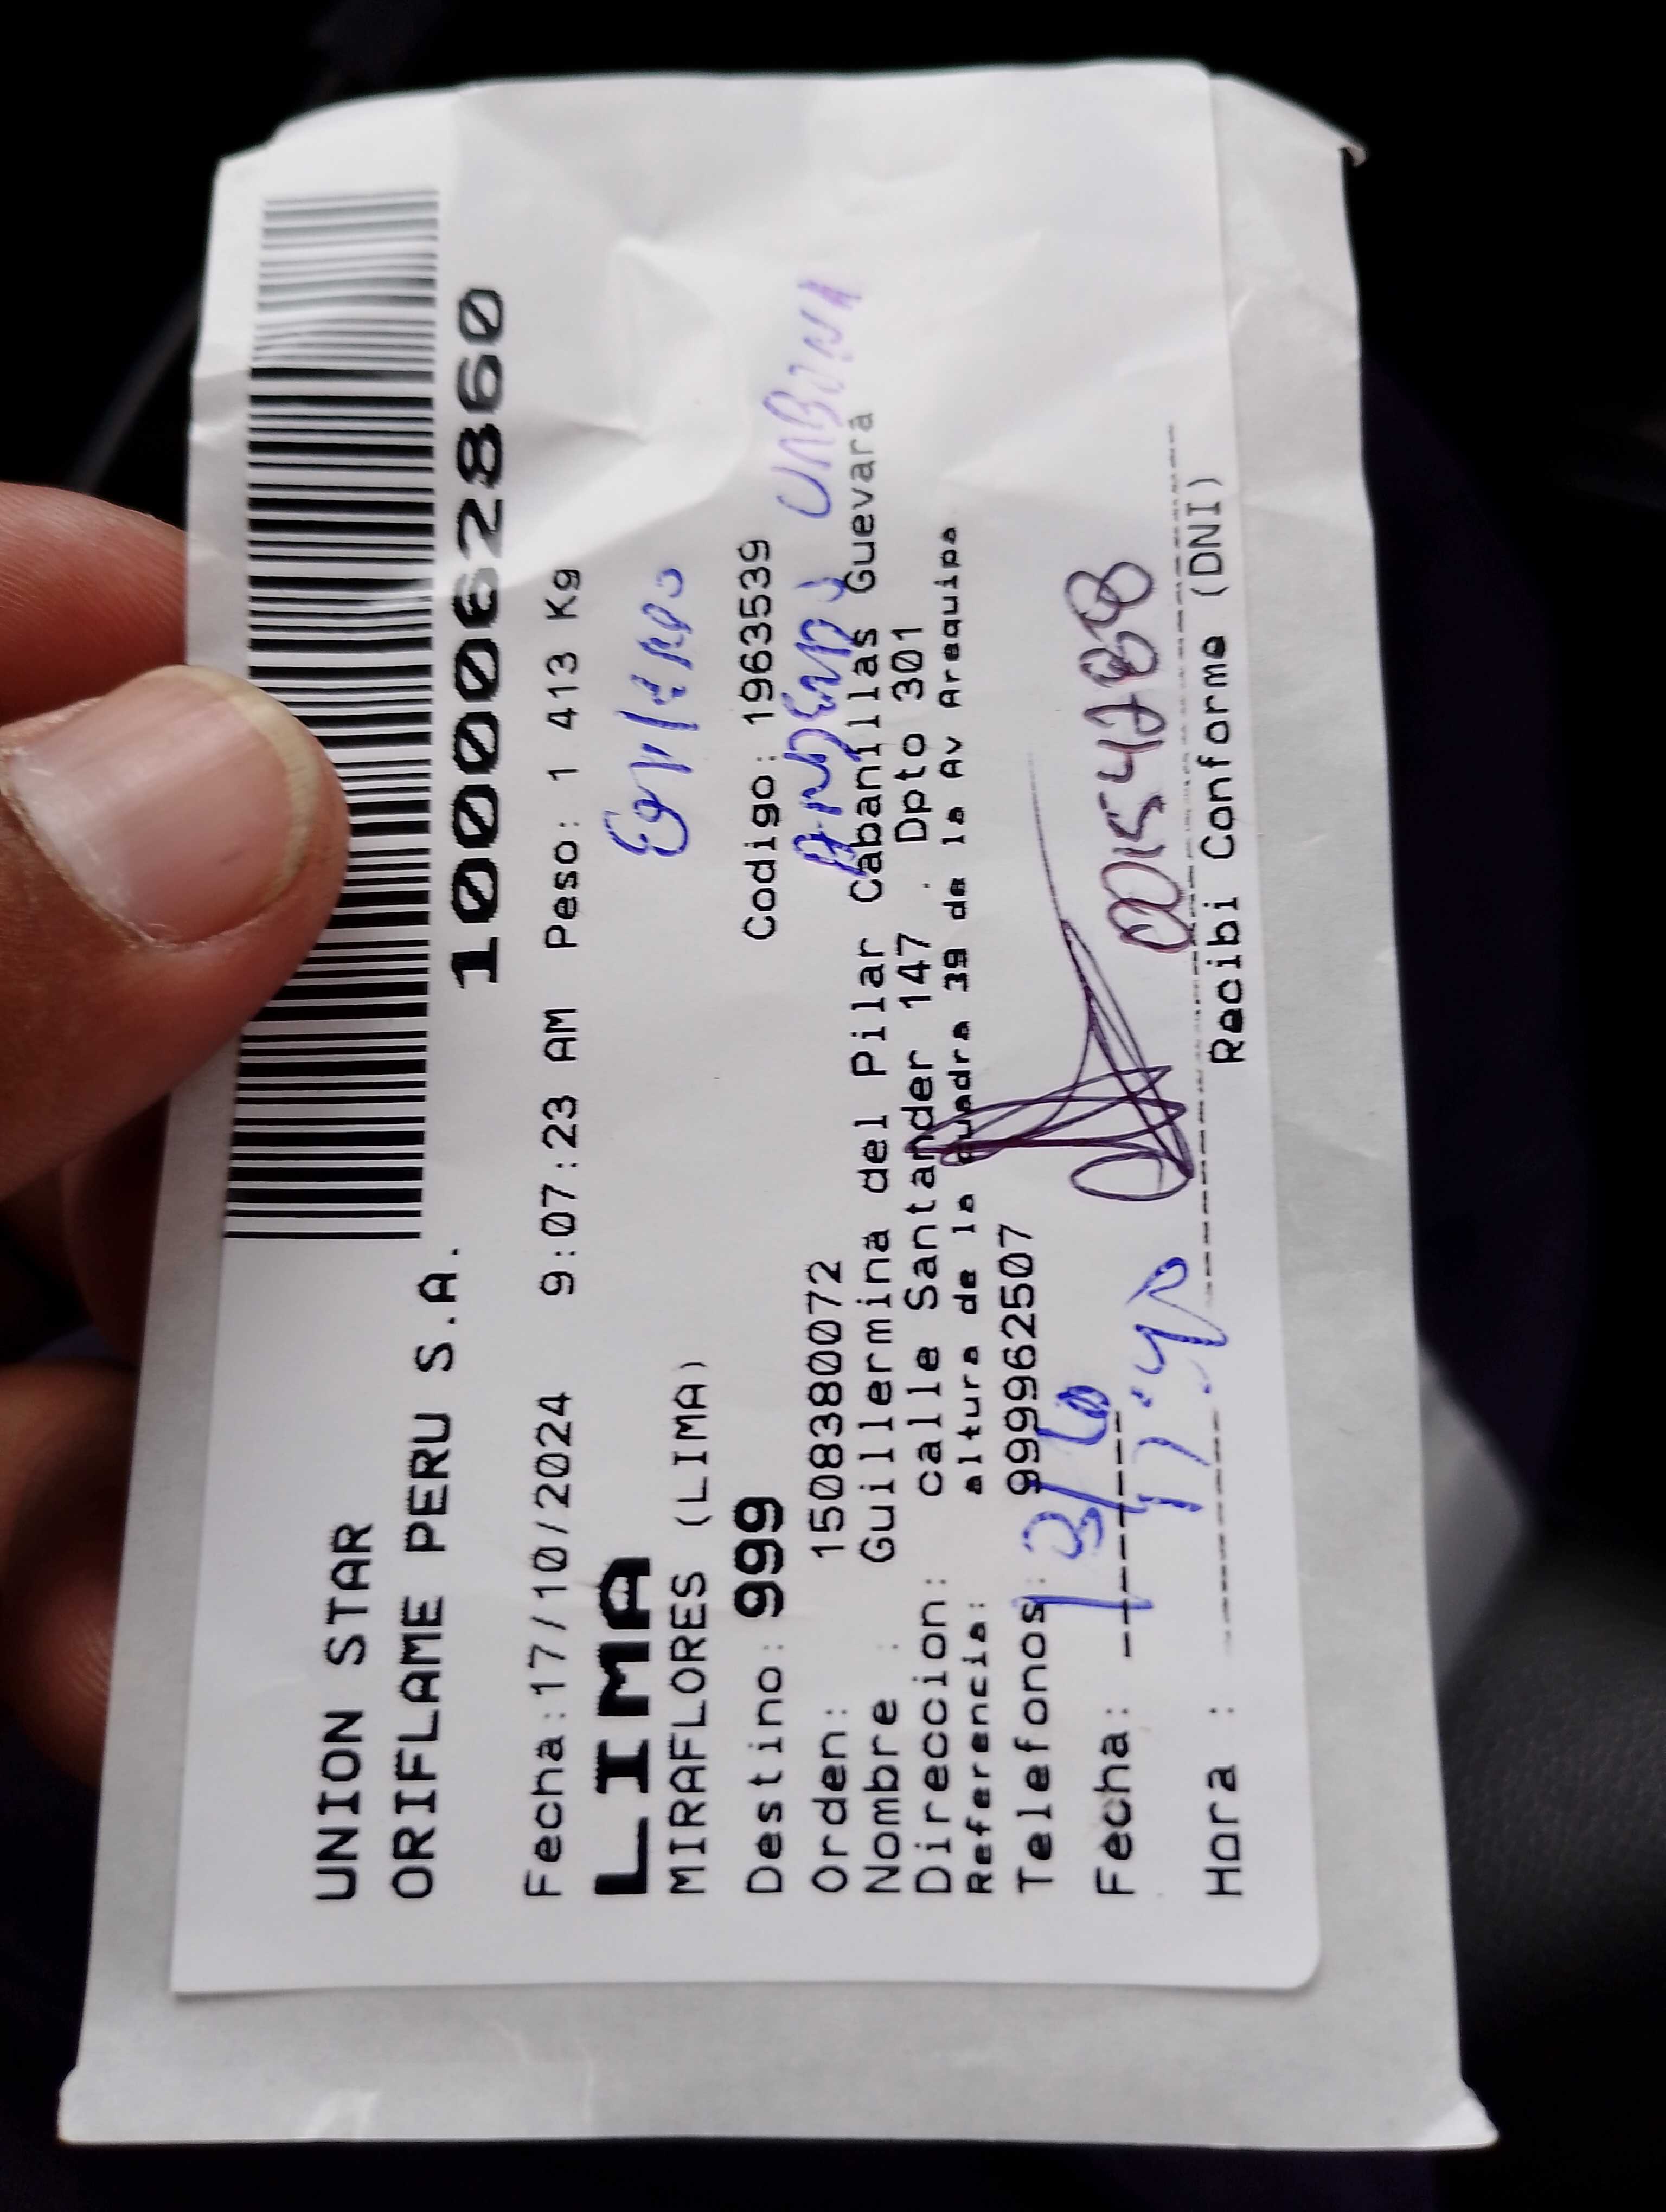 UNION STAR
ORIFLAME PERU S.A.
1000062860
Fecha:17/10/2024 9:07:23 AM Peso: 1 413 Kg
LIMA
MIRAFLORES (LIMA)
Destino: 999 Codigo: 1963539
Orden: 1508380072
Nombre : Guillermina del Pilar Cabanillas Guevara
Direccion: calle Santander 147 . Dpto 301
Referencia: altura de la cuadra 39 de la Av Arequipa
Telefonos: 999962507
Fecha:
Hora :
Recibi Conforme (DNI)